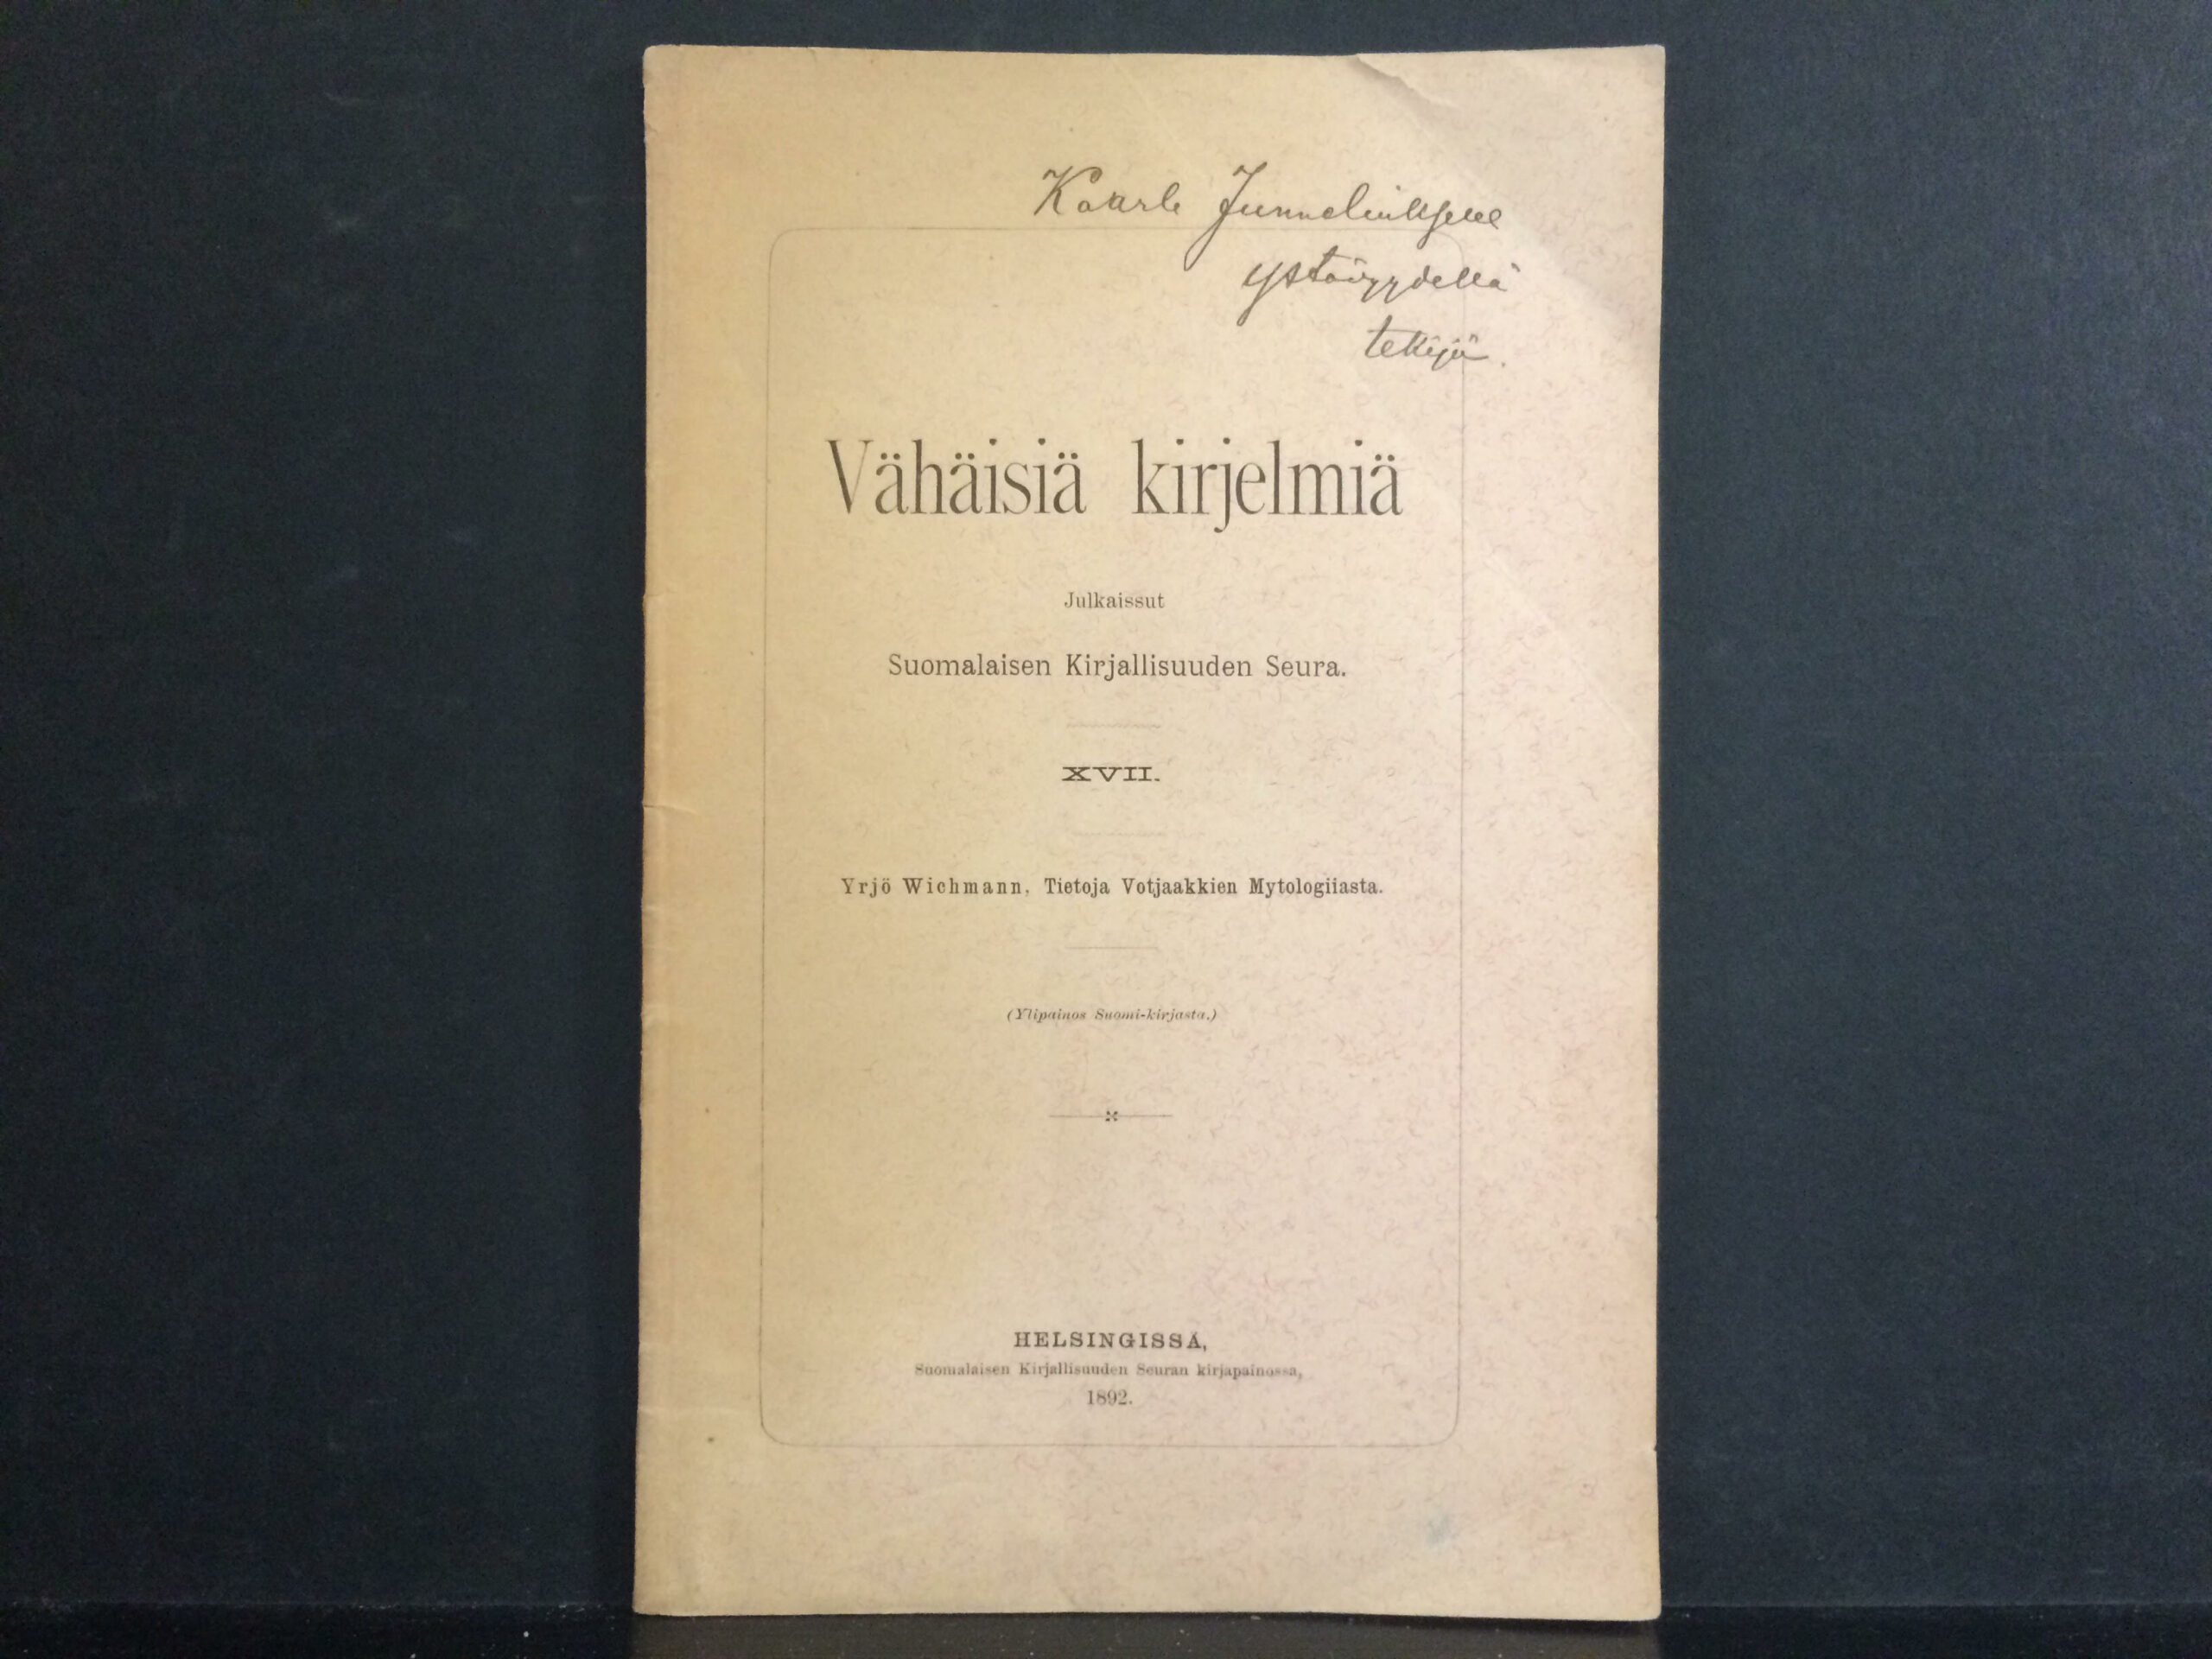 Kaarle Junneliukselle
ystävyydellä
tekijä.
Vähäisiä kirjelmiä
Julkaissut
Suomalaisen Kirjallisuuden Seura.
XVII.
Yrjö Wichmann, Tietoja Votjaakkien Mytologiiasta.
(Ylipainos Suomi-kirjasta.)
HELSINGISSÄ,
Suomalaisen Kirjallisuuden Seuran kirjapainossa,
1892.